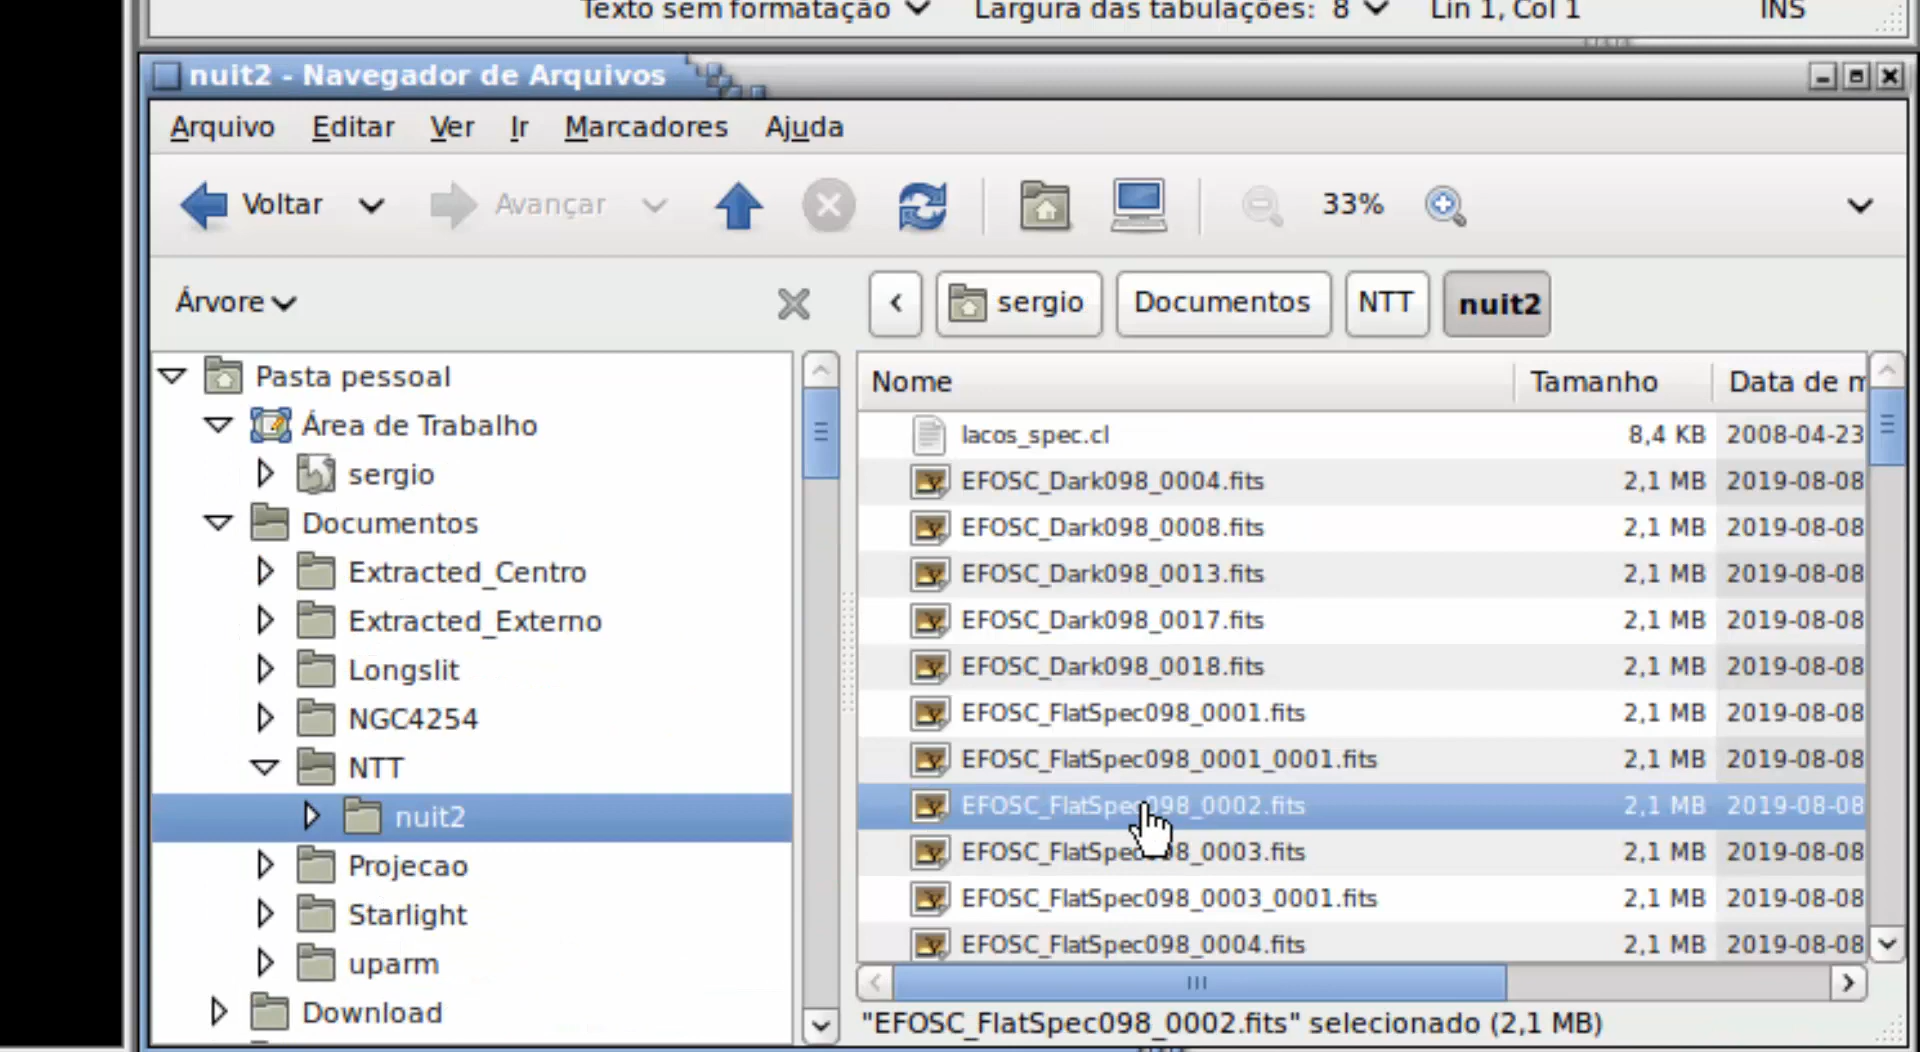 Texto sem formatação Largura das tabulações: 8 Lin 1, Col 1 INS
nuit2 - Navegador de Arquivos
Arquivo Editar Ver Ir Marcadores Ajuda
Voltar Avançar 33%
Árvore
< sergio Documentos NTT nuit2
Pasta pessoal
Área de Trabalho
sergio
Documentos
Extracted_Centro
Extracted_Externo
Longslit
NGC4254
NTT
nuit2
Projecao
Starlight
uparm
Download
Nome Tamanho Data de m
lacos_spec.cl 8,4 KB 2008-04-23
EFOSC_Dark098_0004.fits 2,1 MB 2019-08-08
EFOSC_Dark098_0008.fits 2,1 MB 2019-08-08
EFOSC_Dark098_0013.fits 2,1 MB 2019-08-08
EFOSC_Dark098_0017.fits 2,1 MB 2019-08-08
EFOSC_Dark098_0018.fits 2,1 MB 2019-08-08
EFOSC_FlatSpec098_0001.fits 2,1 MB 2019-08-08
EFOSC_FlatSpec098_0001_0001.fits 2,1 MB 2019-08-08
EFOSC_FlatSpec098_0002.fits 2,1 MB 2019-08-08
EFOSC_FlatSpec098_0003.fits 2,1 MB 2019-08-08
EFOSC_FlatSpec098_0003_0001.fits 2,1 MB 2019-08-08
EFOSC_FlatSpec098_0004.fits 2,1 MB 2019-08-08
"EFOSC_FlatSpec098_0002.fits" selecionado (2,1 MB)